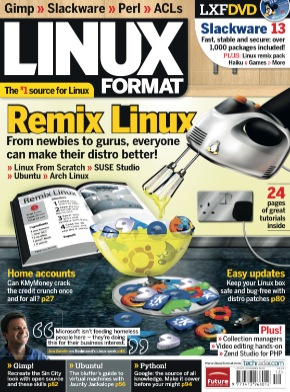 Gimp » Slackware » Perl » ACLs
LXFDVD
Slackware 13
Fast, stable and secure: over
1,000 packages included!
PLUS: Linux remix pack
Haiku & Games » More
LINUX
FORMAT
The #1 source for Linux
Remix Linux
From newbies to gurus, everyone
can make their distro better!
» Linux From Scratch » SUSE Studio
» Ubuntu » Arch Linux
24
pages
of great
tutorials
inside
Remix Linux
Home accounts
Can KMyMoney crack
the credit crunch once
and for all? p27
Easy updates
Keep your Linux box
safe and bug-free with
distro patches p80
Microsoft isn't feeding homeless
people here – they're doing
this for their business interest.
Plus!
» Collection managers
» Video editing hands-on
» Zend Studio for PHP
» Gimp!
Recreate the Sin City
look with open source
and these skills p82
» Ubuntu!
The bluffer's guide to
virtual machines with
Jaunty Jackalope p56
» Python!
Google: the source of all
knowledge. Make it cower
before your might p94
Future